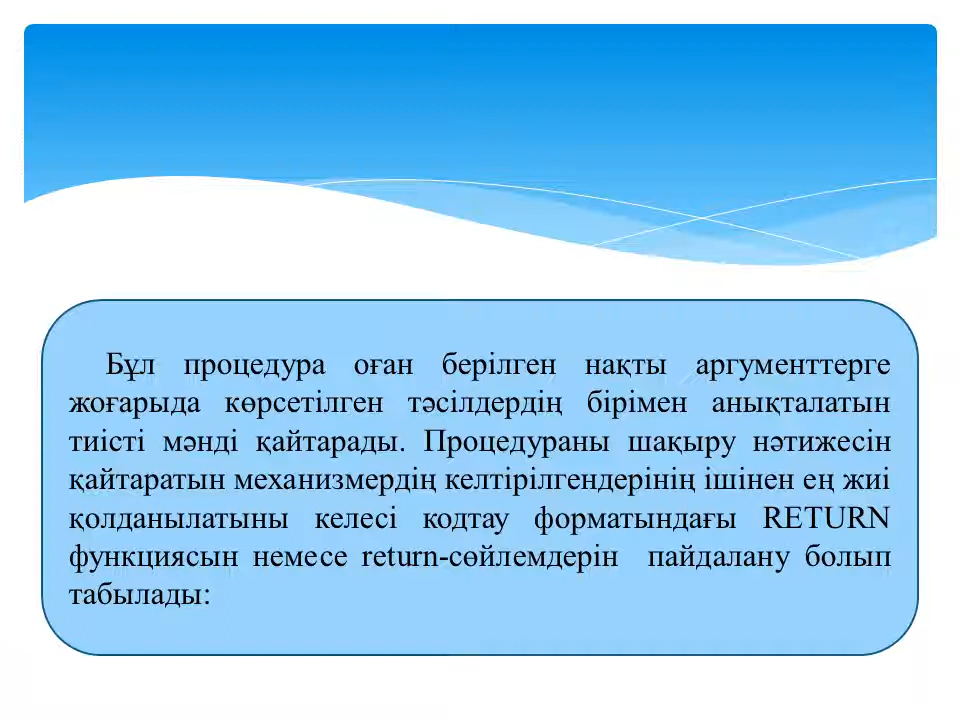 Бұл процедура оған берілген нақты аргументтерге
жоғарыда көрсетілген тәсілдердің бірімен анықталатын
тиісті мәнді қайтарады. Процедураны шақыру нәтижесін
қайтаратын механизмердің келтірілгендерінің ішінен ең жиі
қолданылатыны келесі кодтау форматындағы RETURN
функциясын немесе return-сөйлемдерін пайдалану болып
табылады: